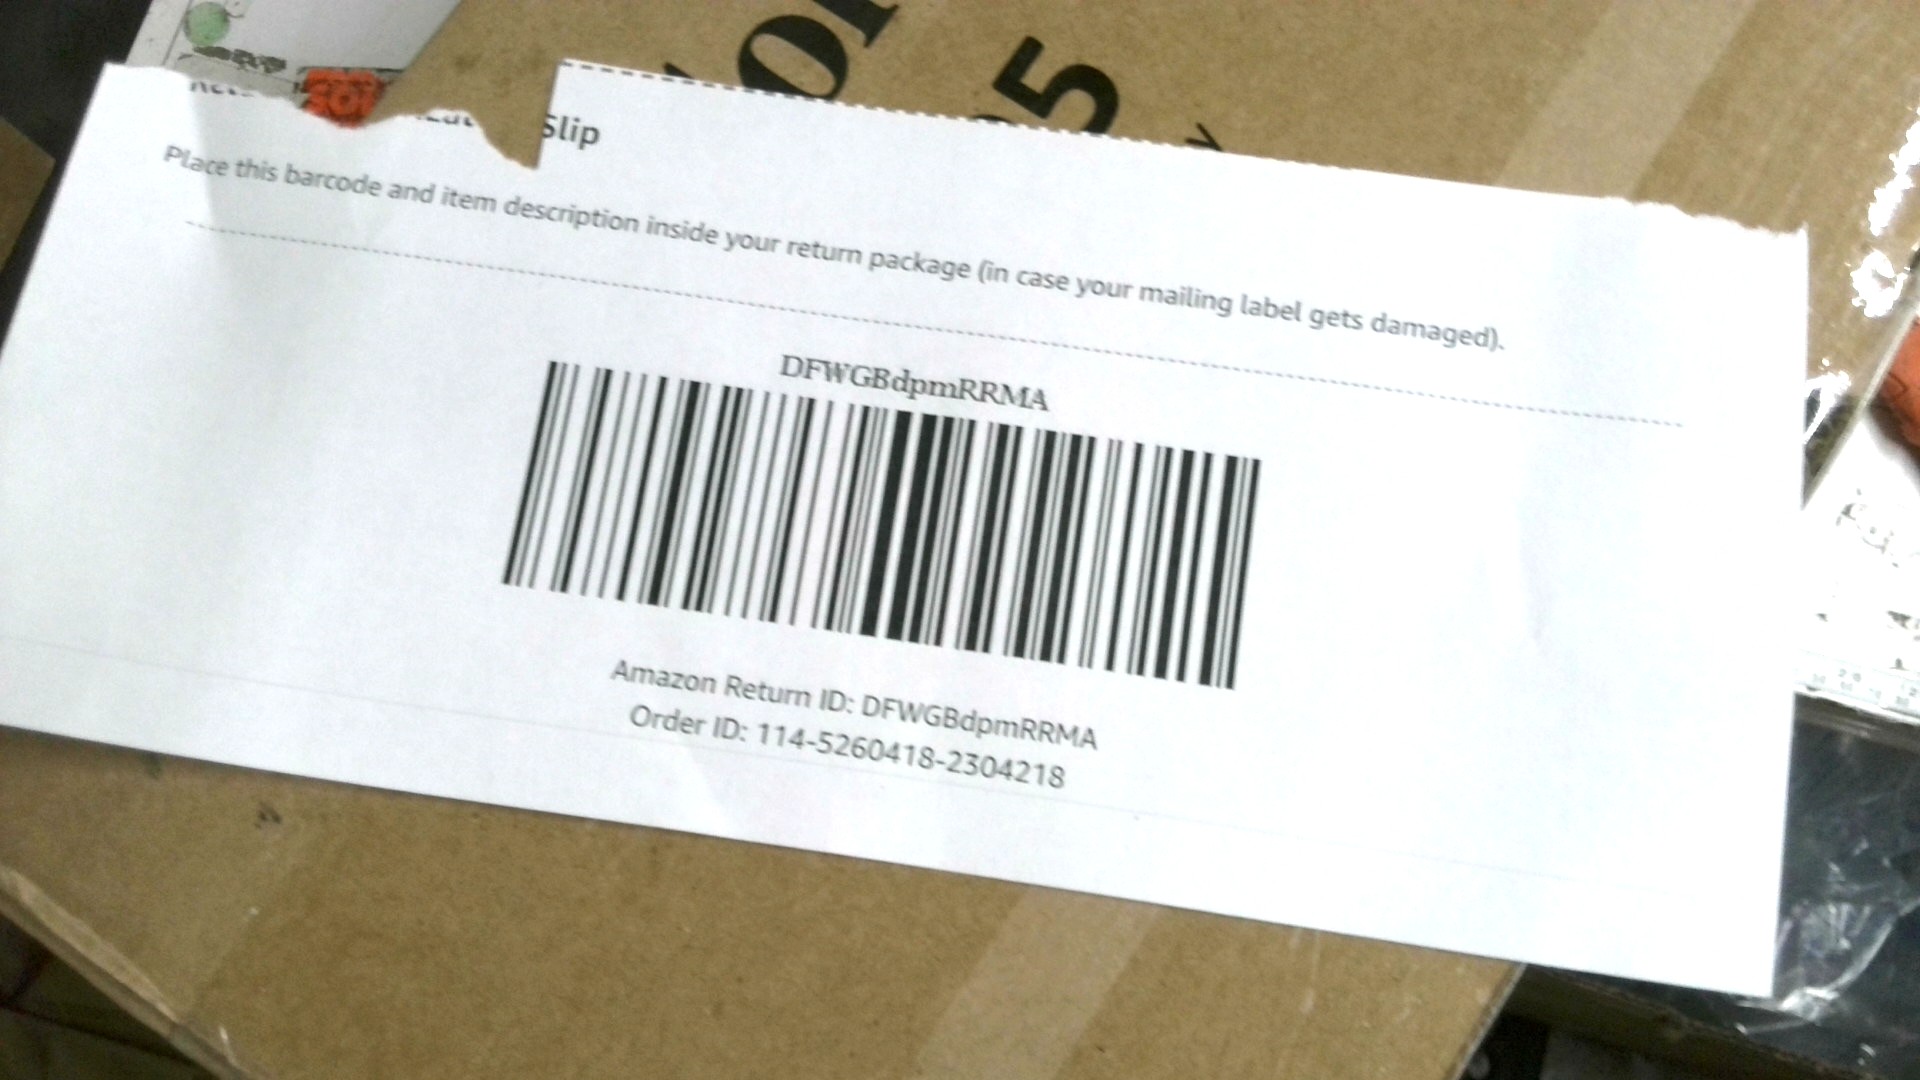 Slip
Place this barcode and item description inside your return package (in case your mailing label gets damaged).
DFWGBdpmRRMA
Amazon Return ID: DFWGBdpmRRMA
Order ID: 114-5260418-2304218